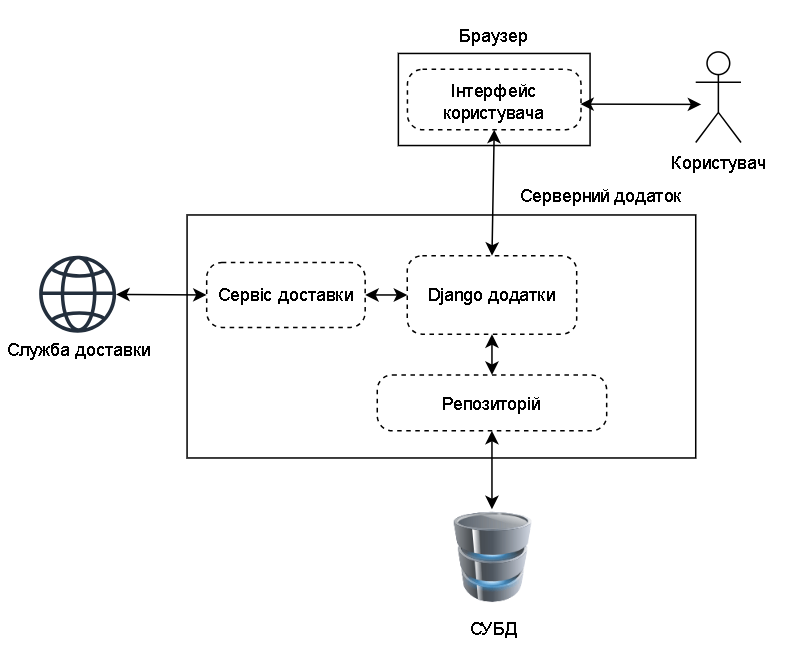 Браузер
Інтерфейс
користувача
Користувач
Серверний додаток
Сервіс доставки
Django додатки
Служба доставки
Репозиторій
СУБД